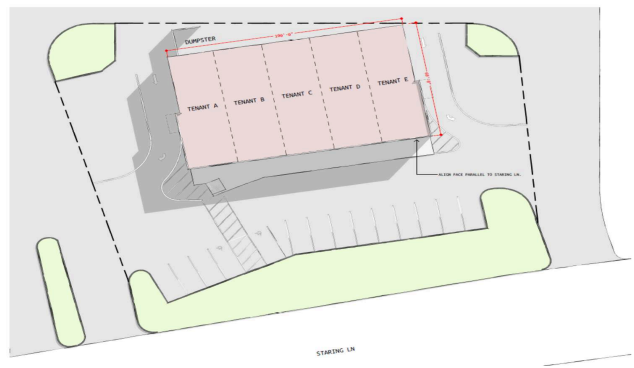 DUMPSTER
TENANT A
TENANT B
TENANT C
TENANT D
TENANT E
ALIGN FACE PARALLEL TO STARING LN.
STARING LN